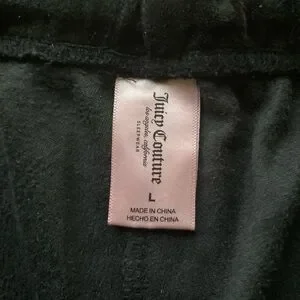 Juicy Couture
los angeles, california
SLEEPWEAR
L
MADE IN CHINA
HECHO EN CHINA